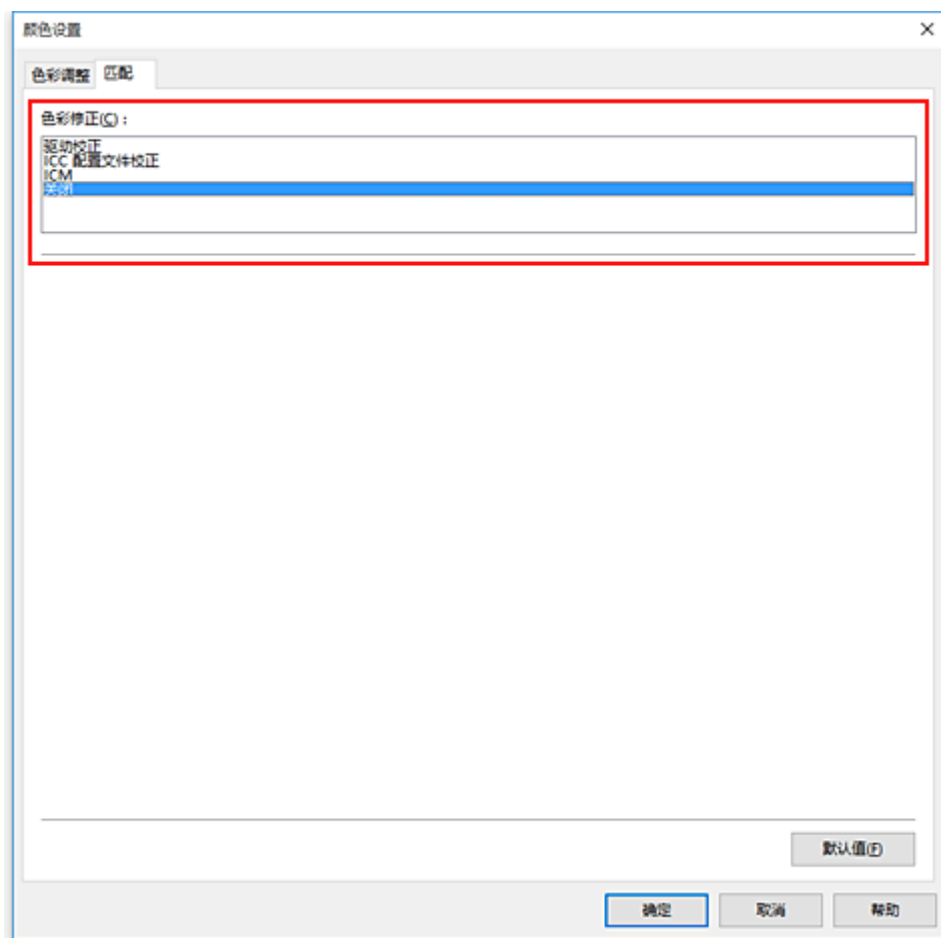 颜色设置
色彩调整 匹配
色彩修正(C)：
驱动校正
ICC 配置文件校正
ICM
关闭
默认值(F)
确定 取消 帮助